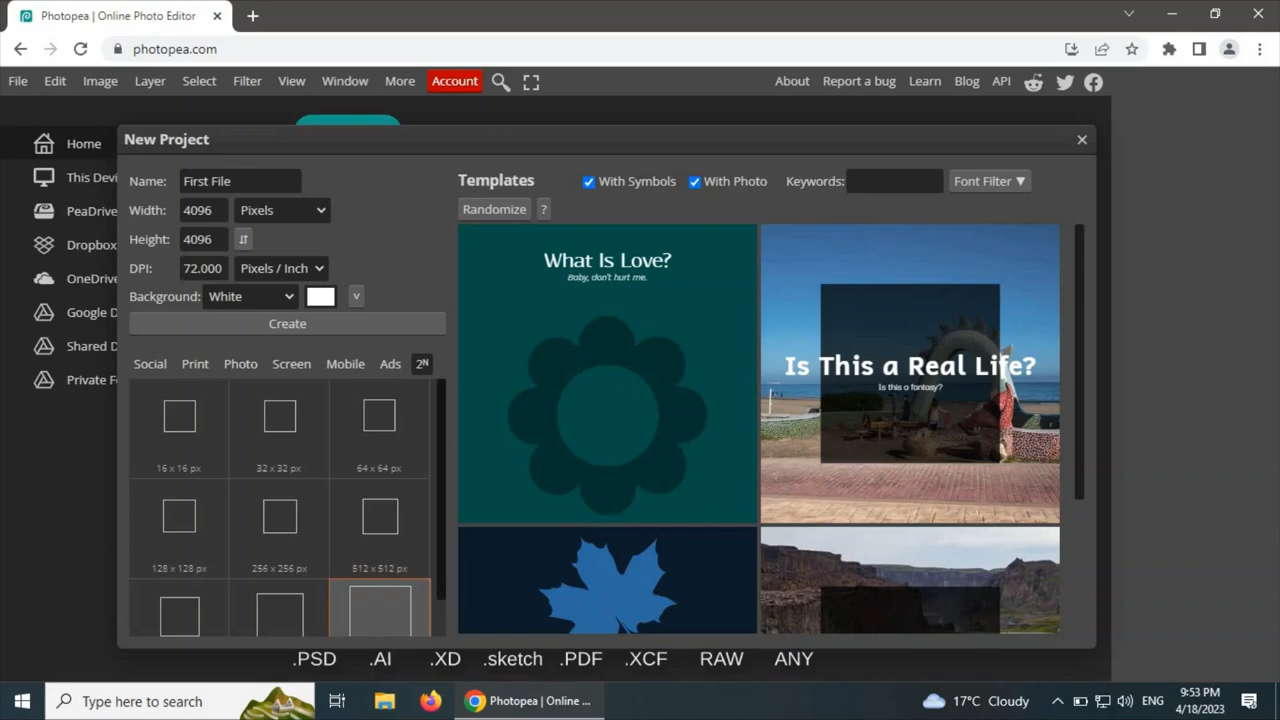 Photopea | Online Photo Editor
photopea.com
File Edit Image Layer Select Filter View Window More Account About Report a bug Learn Blog API
Home
This Devi
PeaDrive
Dropbox
OneDrive
Google D
Shared D
Private F
New Project
Name: First File
Width: 4096 Pixels
Height: 4096
DPI: 72.000 Pixels / Inch
Background: White v
Create
Social Print Photo Screen Mobile Ads 2ᴺ
16 x 16 px 32 x 32 px 64 x 64 px
128 x 128 px 256 x 256 px 512 x 512 px
Templates With Symbols With Photo Keywords: Font Filter ▼
Randomize ?
What Is Love?
Baby, don't hurt me.
Is This a Real Life?
Is this a fantasy?
.PSD .AI .XD .sketch .PDF .XCF RAW ANY
Type here to search
Photopea | Online ...
17°C Cloudy
ENG
9:53 PM
4/18/2023